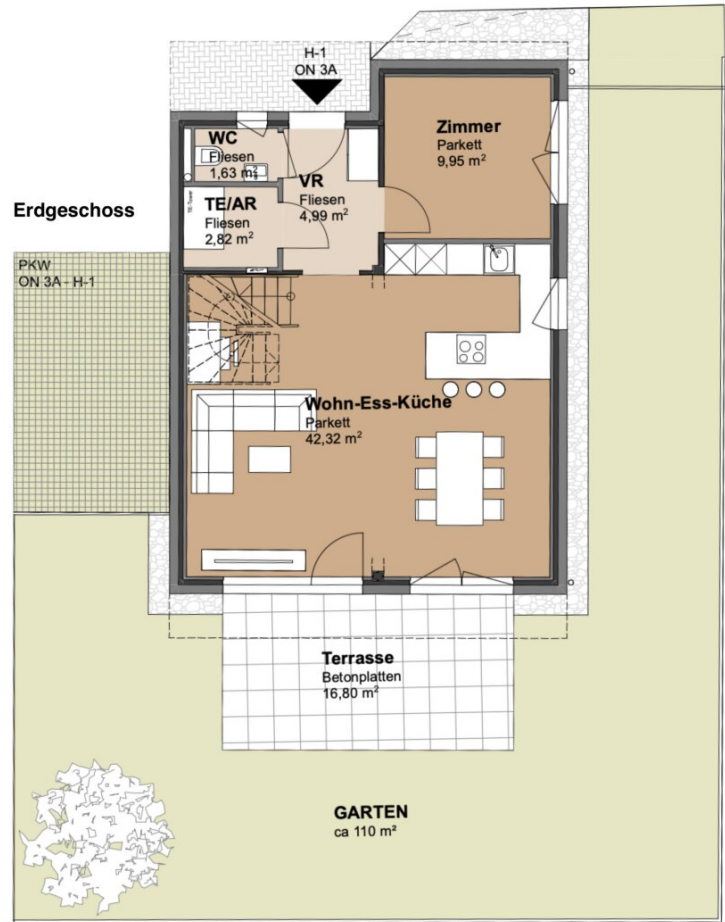 H-1
ON 3A
Zimmer
Parkett
9,95 m²
WC
Fliesen
1,63 m²
VR
Fliesen
4,99 m²
TE-Tower
TE/AR
Fliesen
2,82 m²
Erdgeschoss
PKW
ON 3A - H-1
Wohn-Ess-Küche
Parkett
42,32 m²
Terrasse
Betonplatten
16,80 m²
GARTEN
ca 110 m²